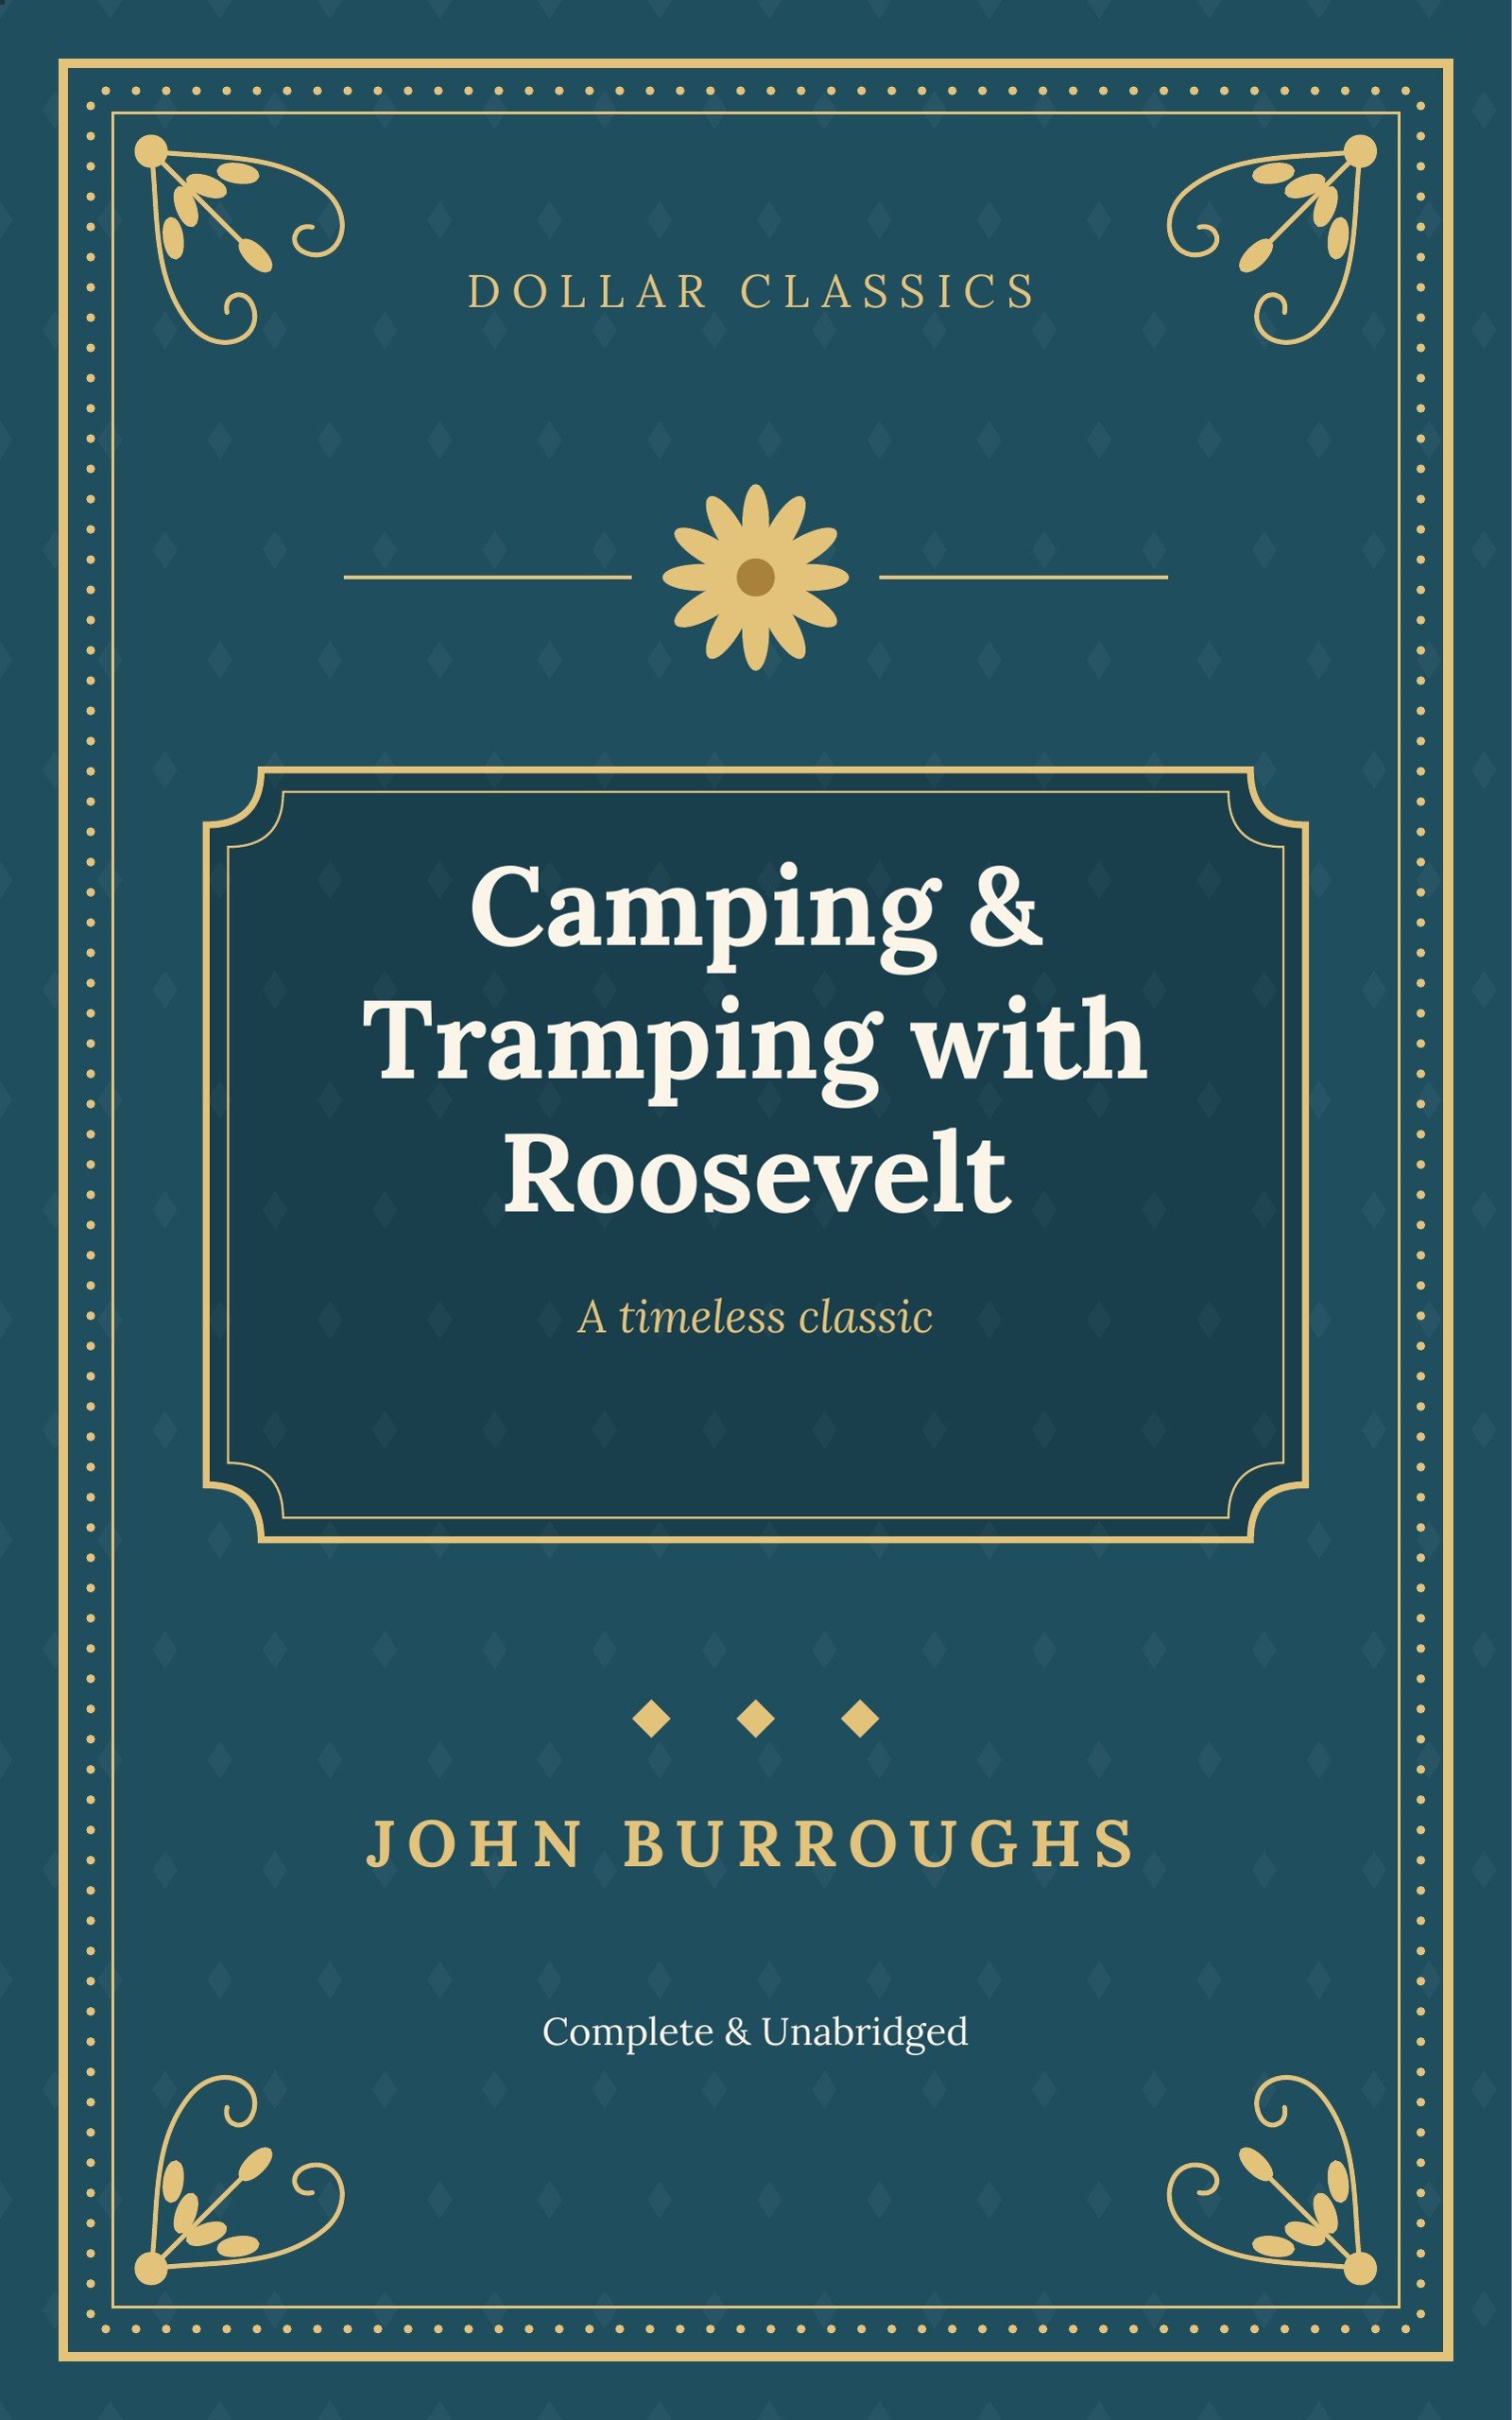 DOLLAR CLASSICS
Camping &
Tramping with
Roosevelt
A timeless classic
JOHN BURROUGHS
Complete & Unabridged